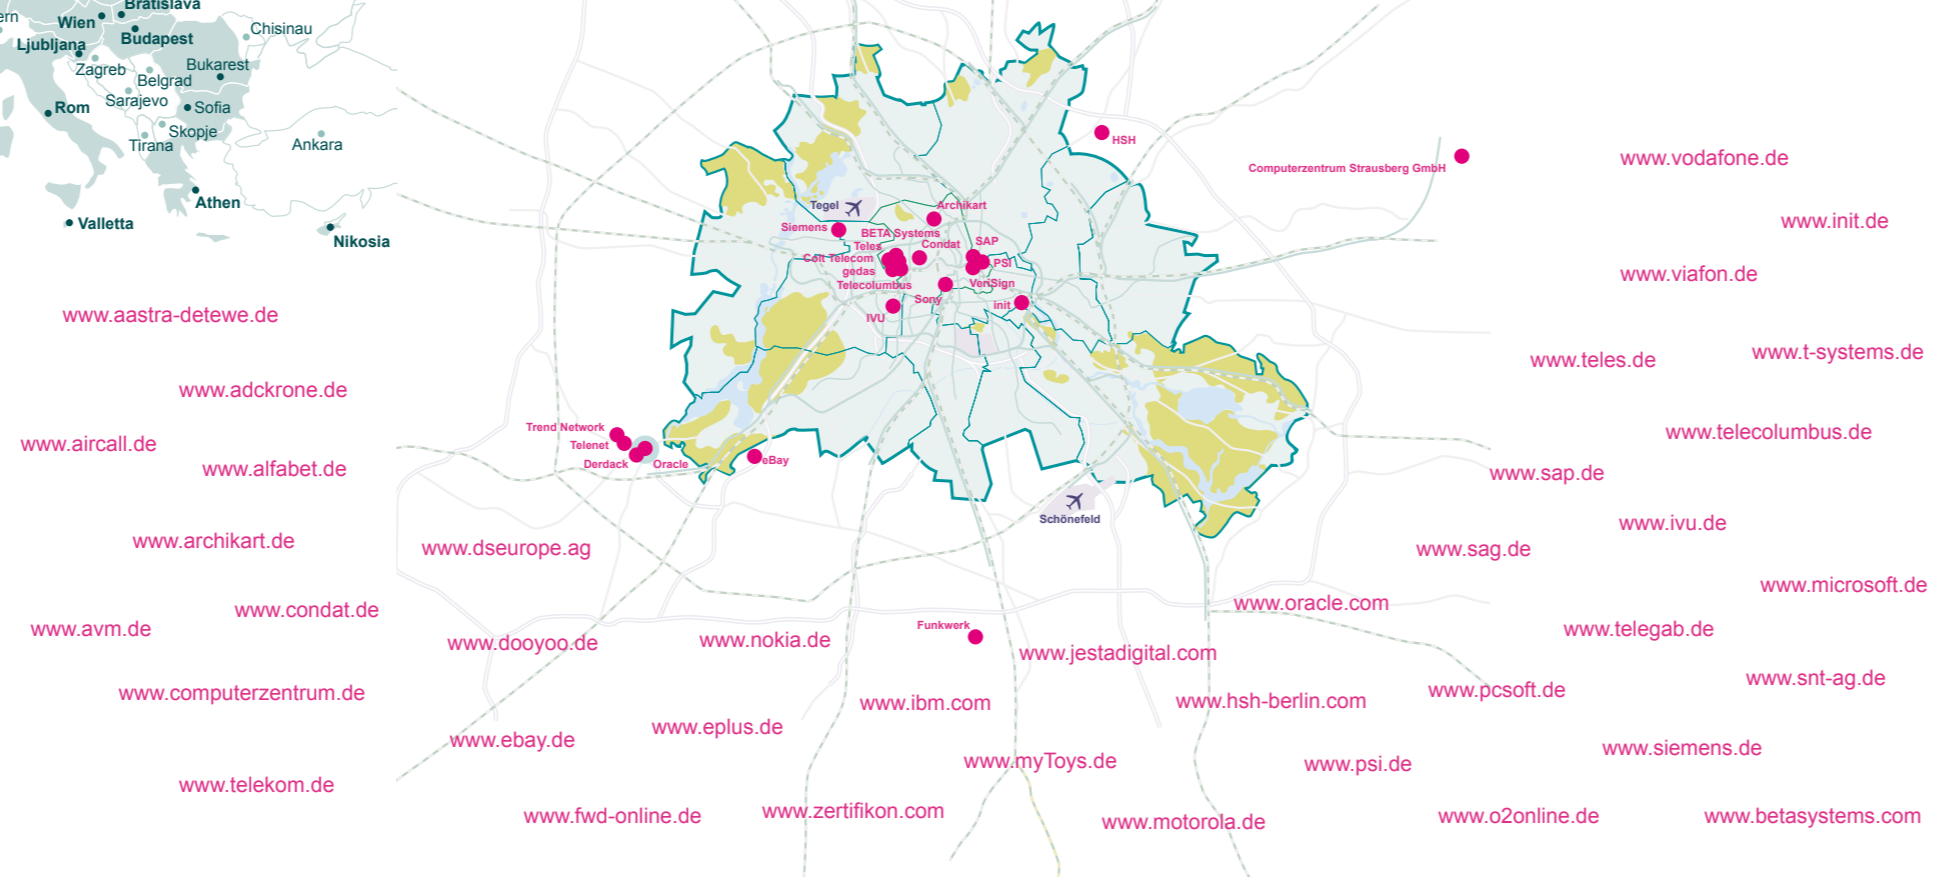 Bratislava
ern
Wien
Chisinau
Budapest
Ljubljana
Zagreb
Bukarest
Belgrad
Sarajevo
Rom
Sofia
Skopje
Tirana
Ankara
Athen
Valletta
Nikosia
HSH
Computerzentrum Strausberg GmbH
Tegel
Archikart
Siemens
BETA Systems
Teles
Condat
SAP
Colt Telecom
PSI
gedas
Telecolumbus
VeriSign
Sony
init
IVU
Trend Network
Telenet
Derdack
Oracle
eBay
Schönefeld
Funkwerk
www.vodafone.de
www.init.de
www.viafon.de
www.aastra-detewe.de
www.t-systems.de
www.teles.de
www.adckrone.de
www.telecolumbus.de
www.aircall.de
www.alfabet.de
www.sap.de
www.ivu.de
www.archikart.de
www.dseurope.ag
www.sag.de
www.microsoft.de
www.oracle.com
www.condat.de
www.avm.de
www.telegab.de
www.dooyoo.de
www.nokia.de
www.jestadigital.com
www.snt-ag.de
www.computerzentrum.de
www.pcsoft.de
www.ibm.com
www.hsh-berlin.com
www.eplus.de
www.ebay.de
www.siemens.de
www.myToys.de
www.psi.de
www.telekom.de
www.zertifikon.com
www.fwd-online.de
www.motorola.de
www.o2online.de
www.betasystems.com